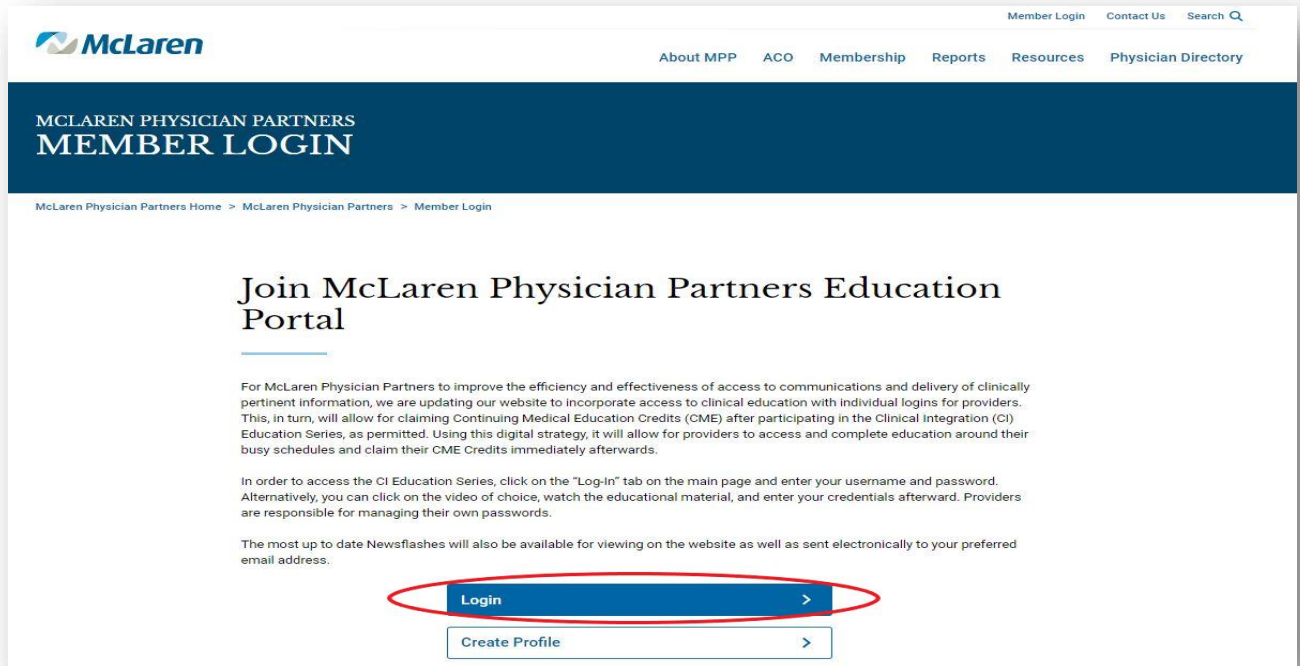 Member Login Contact Us Search
McLaren
About MPP ACO Membership Reports Resources Physician Directory
MCLAREN PHYSICIAN PARTNERS
MEMBER LOGIN
McLaren Physician Partners Home > McLaren Physician Partners > Member Login
Join McLaren Physician Partners Education
Portal
For McLaren Physician Partners to improve the efficiency and effectiveness of access to communications and delivery of clinically
pertinent information, we are updating our website to incorporate access to clinical education with individual logins for providers.
This, in turn, will allow for claiming Continuing Medical Education Credits (CME) after participating in the Clinical Integration (CI)
Education Series, as permitted. Using this digital strategy, it will allow for providers to access and complete education around their
busy schedules and claim their CME Credits immediately afterwards.
In order to access the CI Education Series, click on the "Log-In" tab on the main page and enter your username and password.
Alternatively, you can click on the video of choice, watch the educational material, and enter your credentials afterward. Providers
are responsible for managing their own passwords.
The most up to date Newsflashes will also be available for viewing on the website as well as sent electronically to your preferred
email address.
Login >
Create Profile >